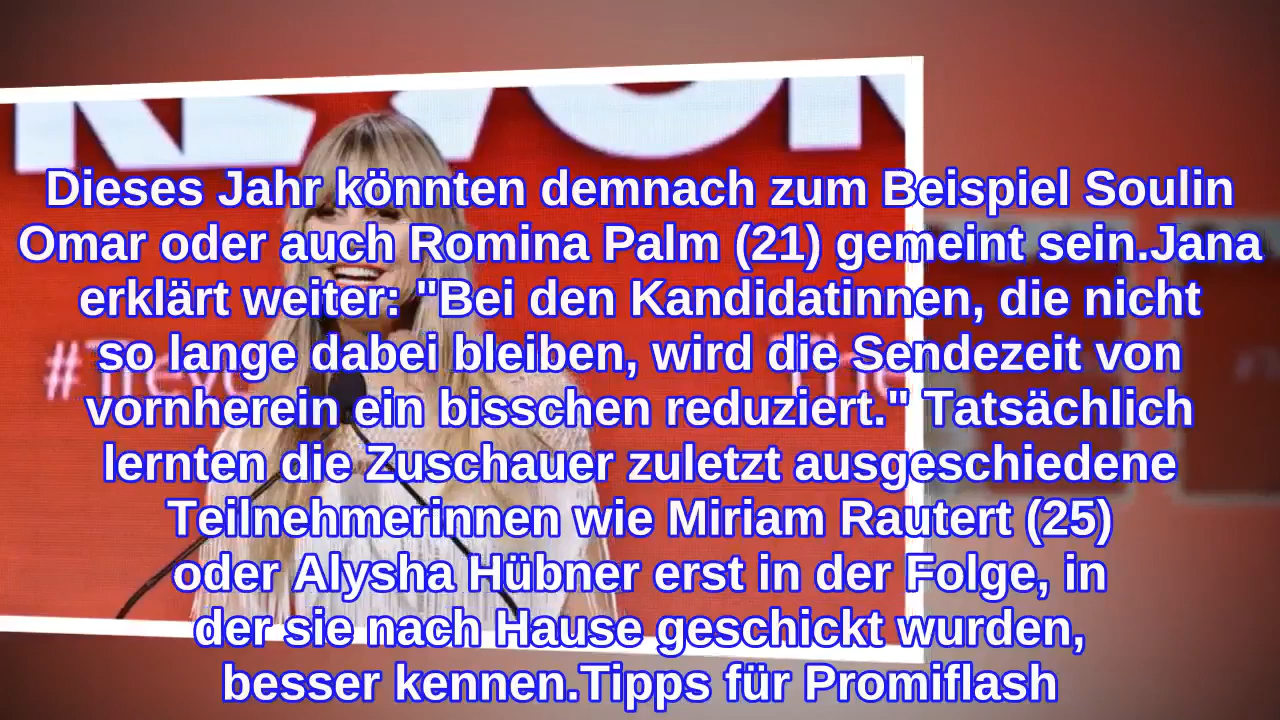 REVOL
Dieses Jahr könnten demnach zum Beispiel Soulin
Omar oder auch Romina Palm (21) gemeint sein.Jana
erklärt weiter: "Bei den Kandidatinnen, die nicht
so lange dabei bleiben, wird die Sendezeit von
vornherein ein bisschen reduziert." Tatsächlich
lernten die Zuschauer zuletzt ausgeschiedene
Teilnehmerinnen wie Miriam Rautert (25)
oder Alysha Hübner erst in der Folge, in
der sie nach Hause geschickt wurden,
besser kennen.Tipps für Promiflash